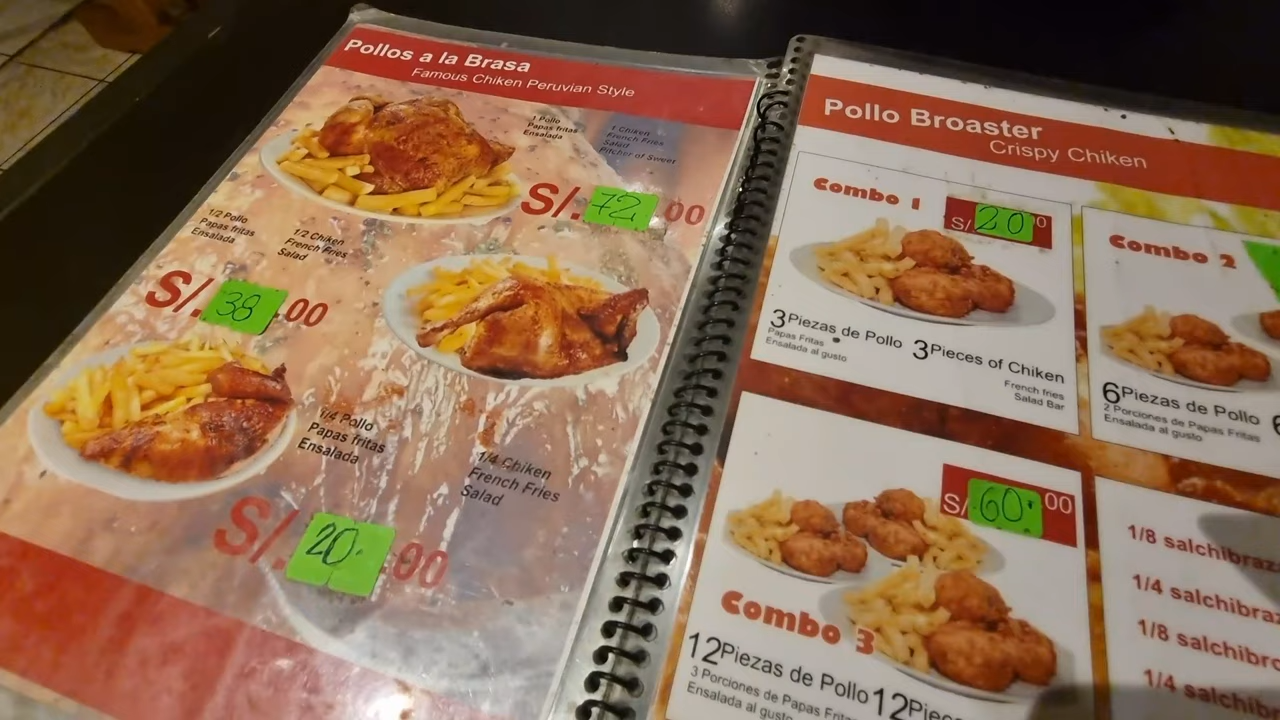 Pollos a la Brasa
Famous Chiken Peruvian Style
1 Pollo
Papas fritas
Ensalada
1 Chiken
French Fries
Salad
Pitcher of Sweer
S/. 72 .00
1/2 Pollo
Papas fritas
Ensalada
1/2 Chiken
French Fries
Salad
S/. 38 .00
1/4 Pollo
Papas fritas
Ensalada
1/4 Chiken
French Fries
Salad
S/. 20. .00
Pollo Broaster
Crispy Chiken
Combo 1
S/ 20 0
3 Piezas de Pollo
Papas Fritas
Ensalada al gusto
3 Pieces of Chiken
French fries
Salad Bar
Combo 2
6 Piezas de Pollo 6
2 Porciones de Papas Fritas
Ensalada al gusto
S/ 60. 00
Combo 3
12 Piezas de Pollo 12 Piec
3 Porciones de Papas Fritas
Ensalada al gusto
1/8 salchibraz
1/4 salchibraz
1/8 salchibro
1/4 salchib